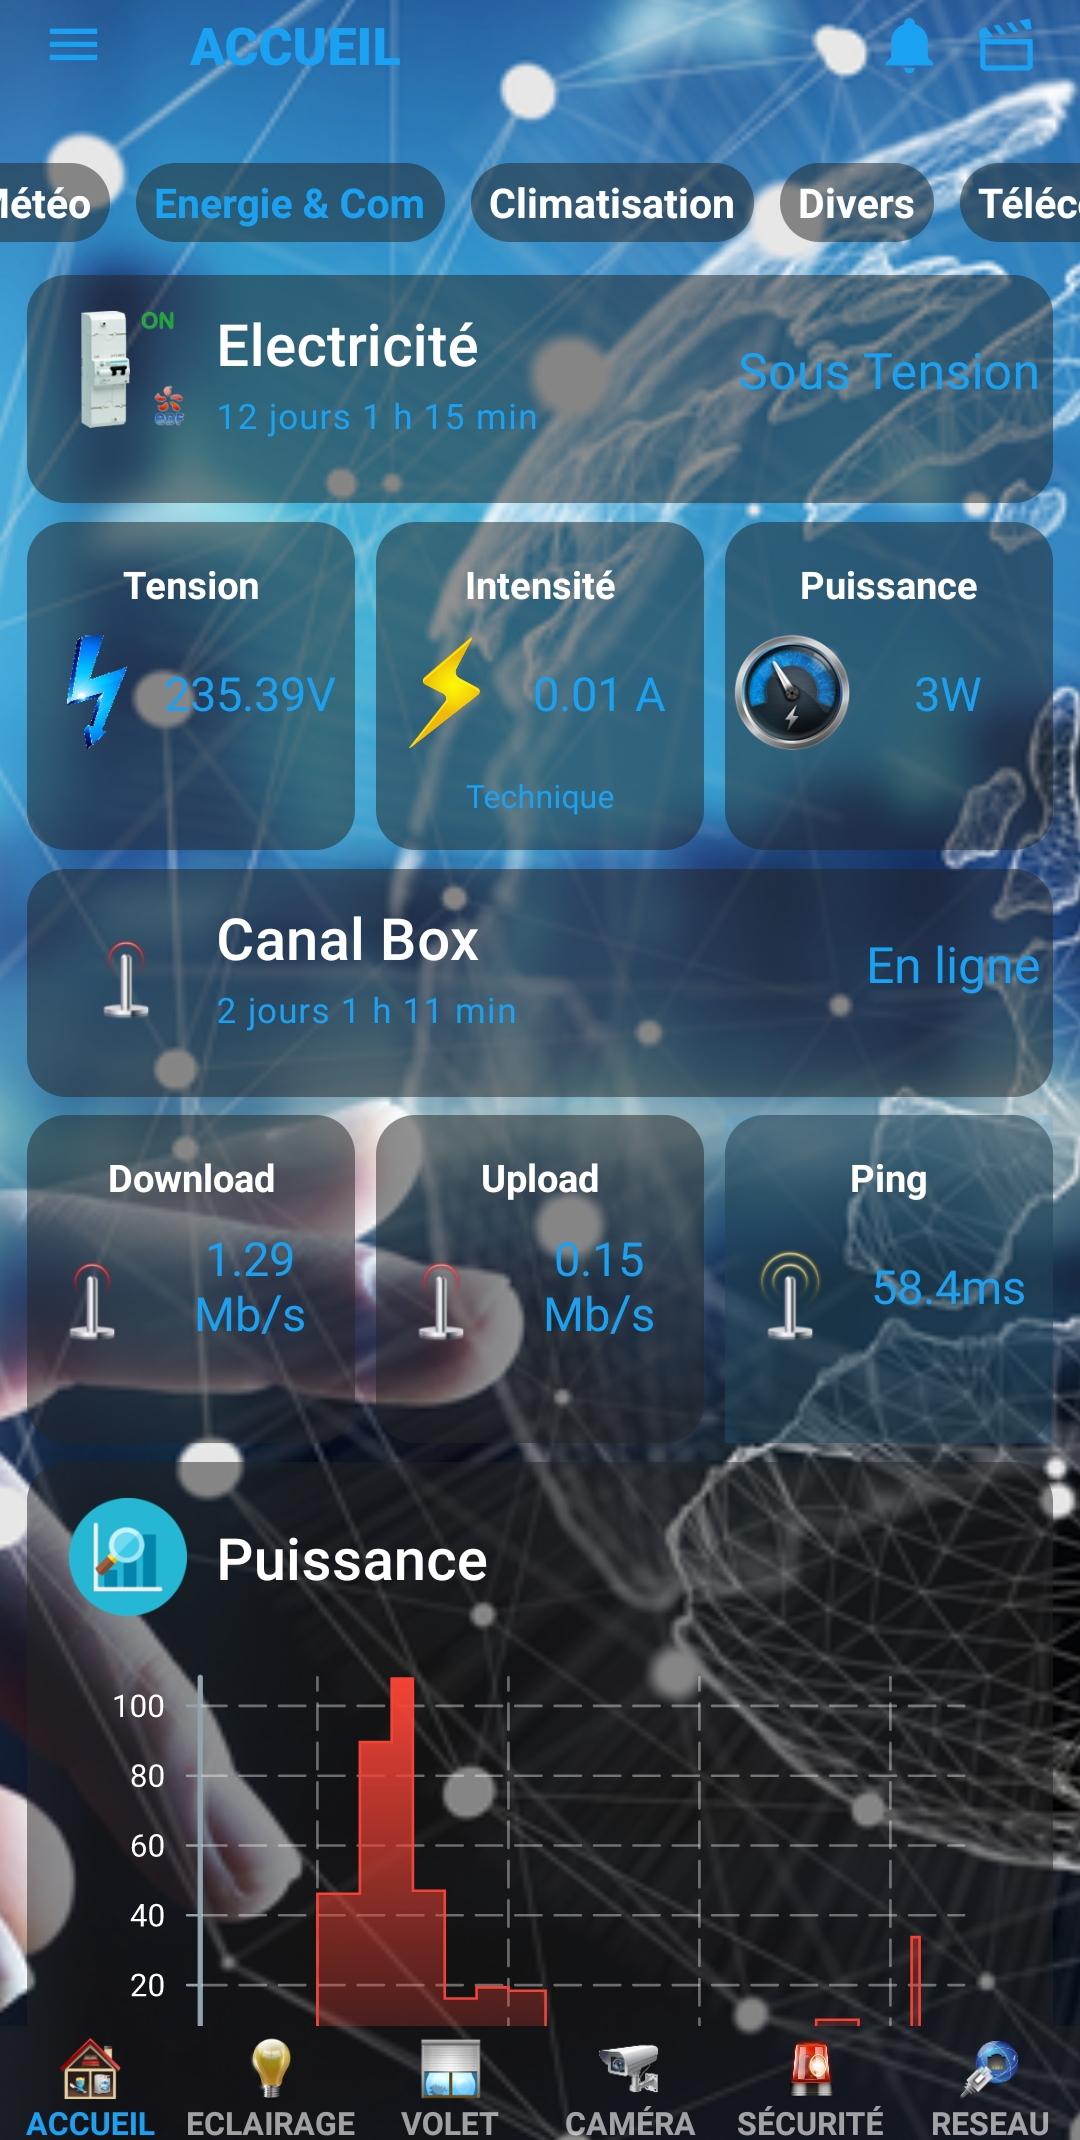 ACCUEIL
Energie & Com
Climatisation
Divers
ON
Electricité
Sous Tension
12 jours 1 h 15 min
Tension
Intensité
Puissance
235.39V
0.01 A
3W
Technique
Canal Box
En ligne
2 jours 1 h 11 min
Download
Upload
Ping
1.29
Mb/s
0.15
Mb/s
58.4ms
Puissance
100
80
60
40
20
ACCUEIL
ECLAIRAGE
VOLET
CAMÉRA
SÉCURITÉ
RESEAU